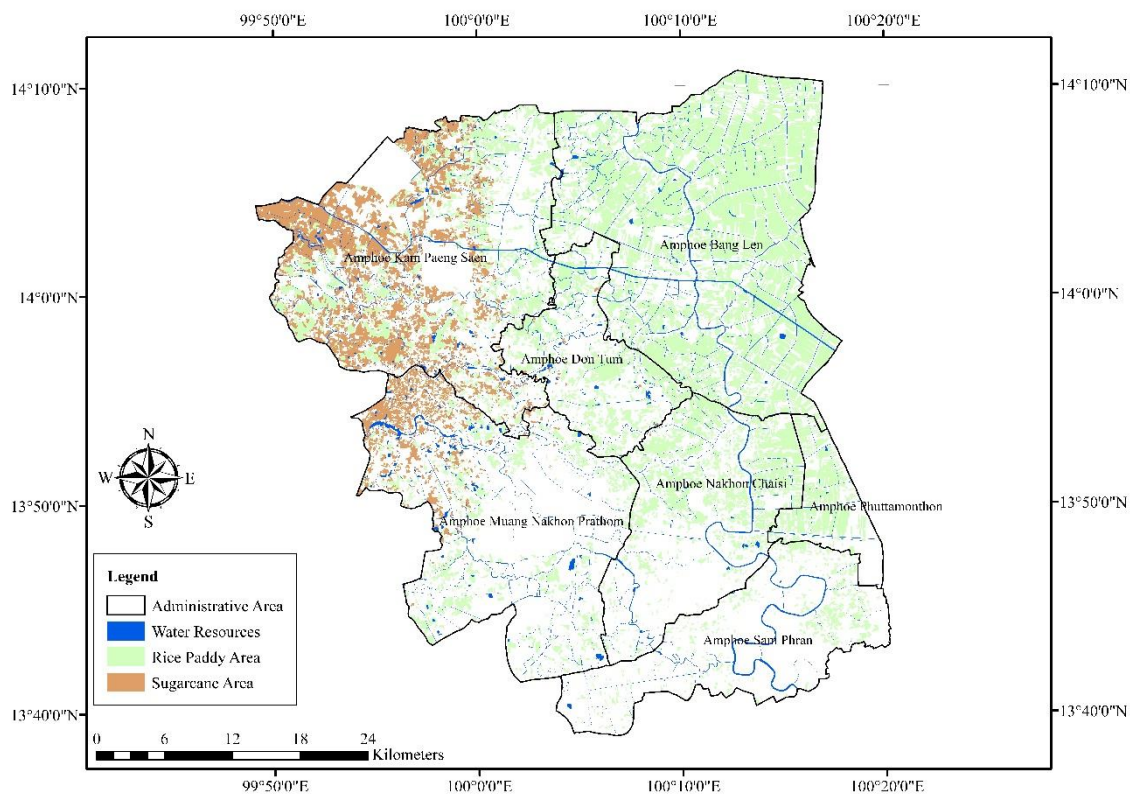 99°50'0"E 100°0'0"E 100°10'0"E 100°20'0"E
14°10'0"N 14°10'0"N
Amphoe Bang Len
Amphoe Kam Paeng Saen
14°0'0"N 14°0'0"N
Amphoe Don Tum
N
W E
S
Amphoe Nakhon Chaisi
13°50'0"N 13°50'0"N
Amphoe Phuttamonthon
Amphoe Muang Nakhon Prathom
Legend
Administrative Area
Water Resources
Rice Paddy Area
Sugarcane Area
Amphoe Sam Phran
13°40'0"N 13°40'0"N
0 6 12 18 24
Kilometers
99°50'0"E 100°0'0"E 100°10'0"E 100°20'0"E